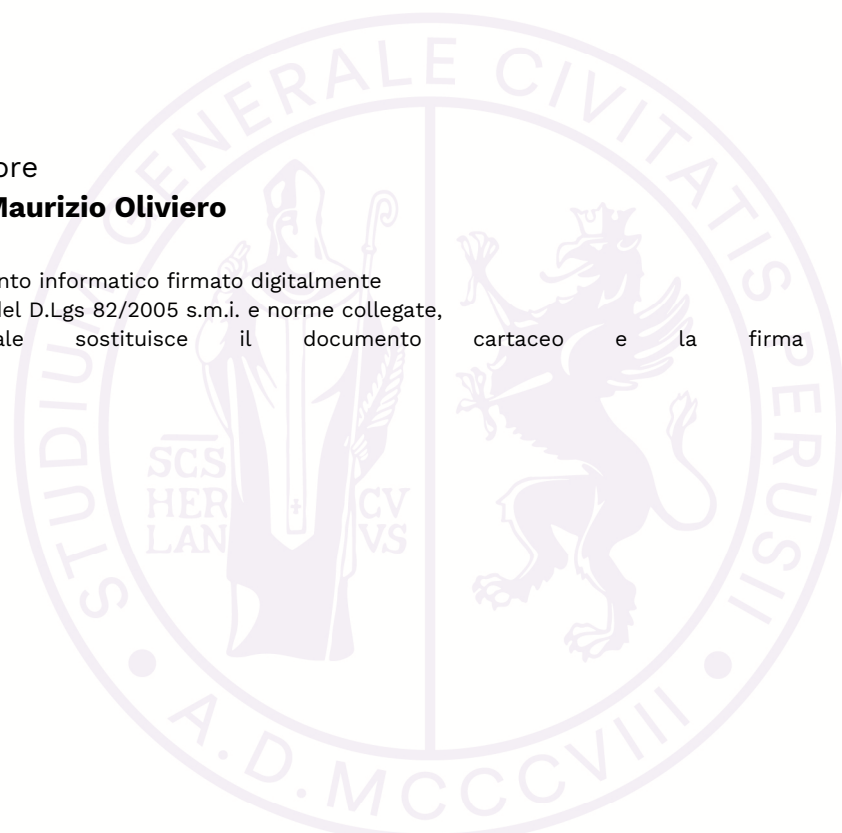 ore
Maurizio Oliviero
nto informatico firmato digitalmente
del D.Lgs 82/2005 s.m.i. e norme collegate,
ale sostituisce il documento cartaceo e la firma
STUDIUM GENERALE CIVITATIS PERUSII
SCS
HER
LAN
CV
VS
A.D. MCCCVIII